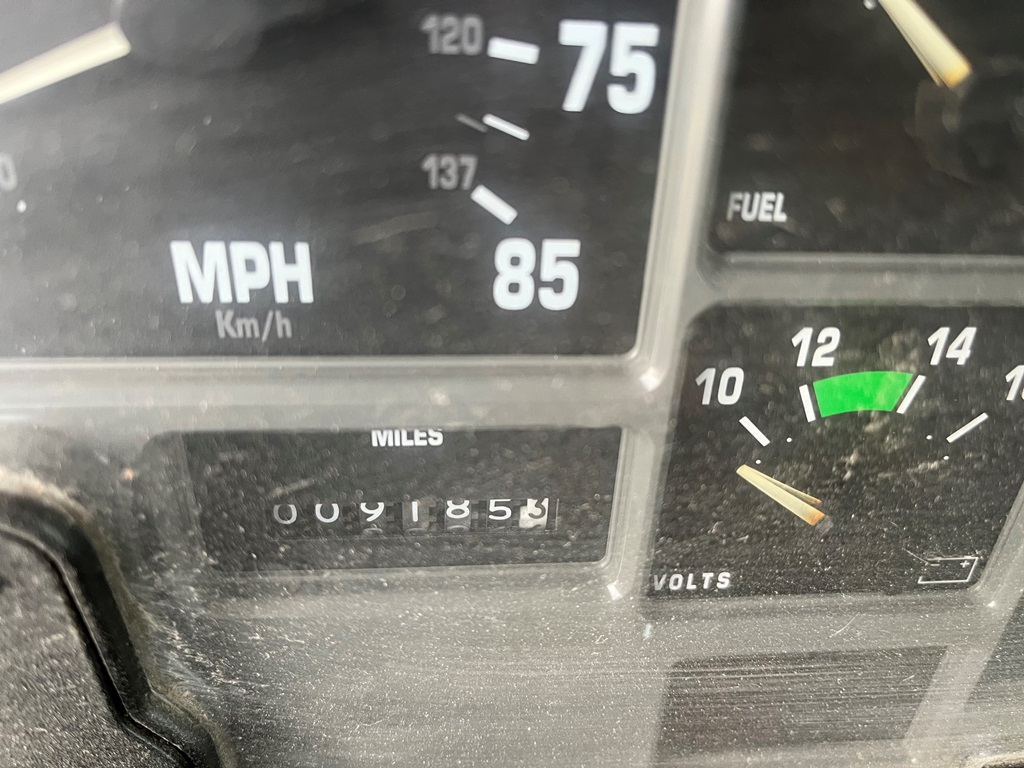 120 75
137
85
MPH
Km/h
FUEL
10 12 14
MILES
0091853
VOLTS